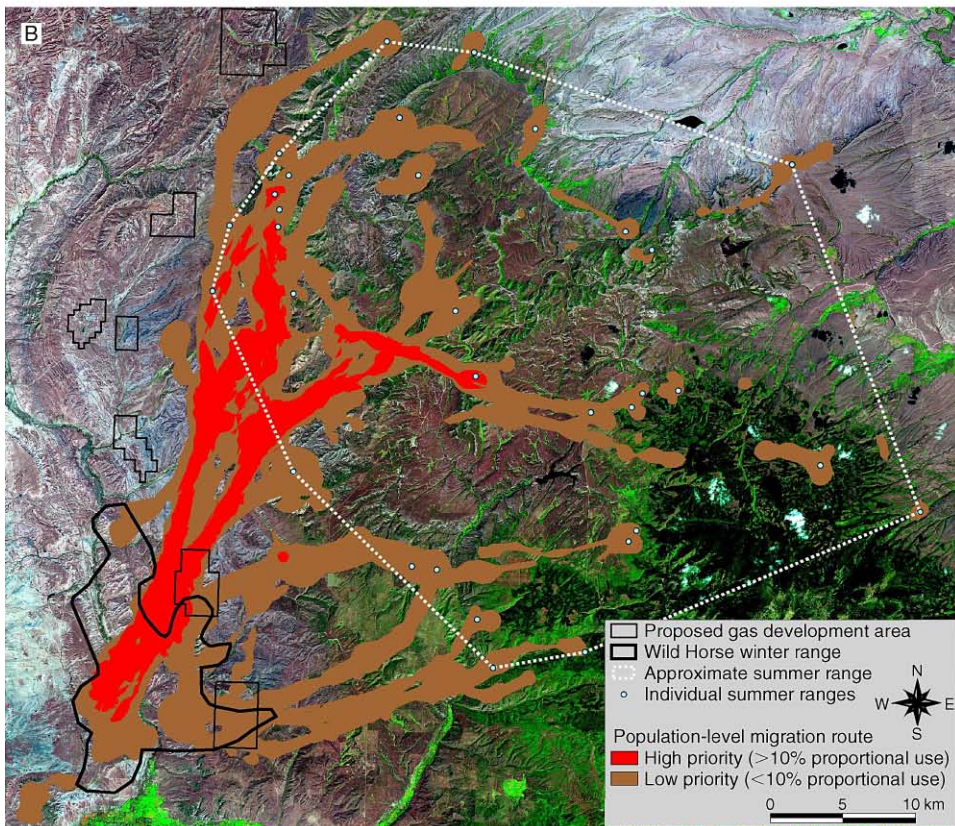 B
Proposed gas development area
Wild Horse winter range
Approximate summer range
Individual summer ranges
N
W E
S
Population-level migration route
High priority (>10% proportional use)
Low priority (<10% proportional use)
0 5 10 km